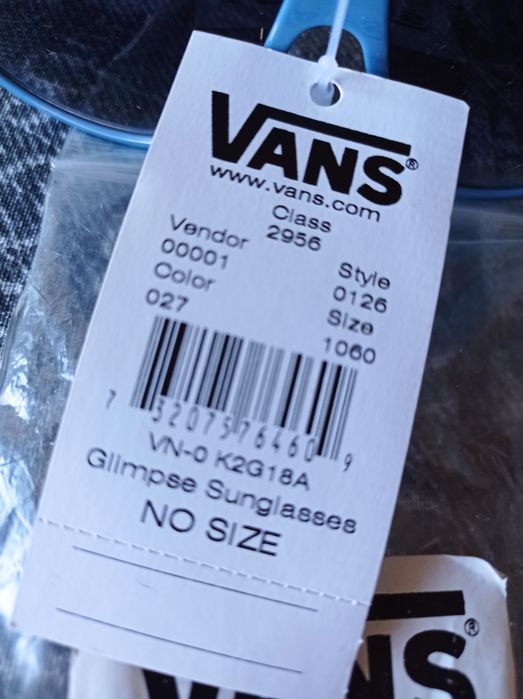 VANS®
www.vans.com
Class
2956
Vendor
00001
Style
0126
Color
027
Size
1060
7 32075 76460 9
VN-0 K2G18A
Glimpse Sunglasses
NO SIZE
VANS®